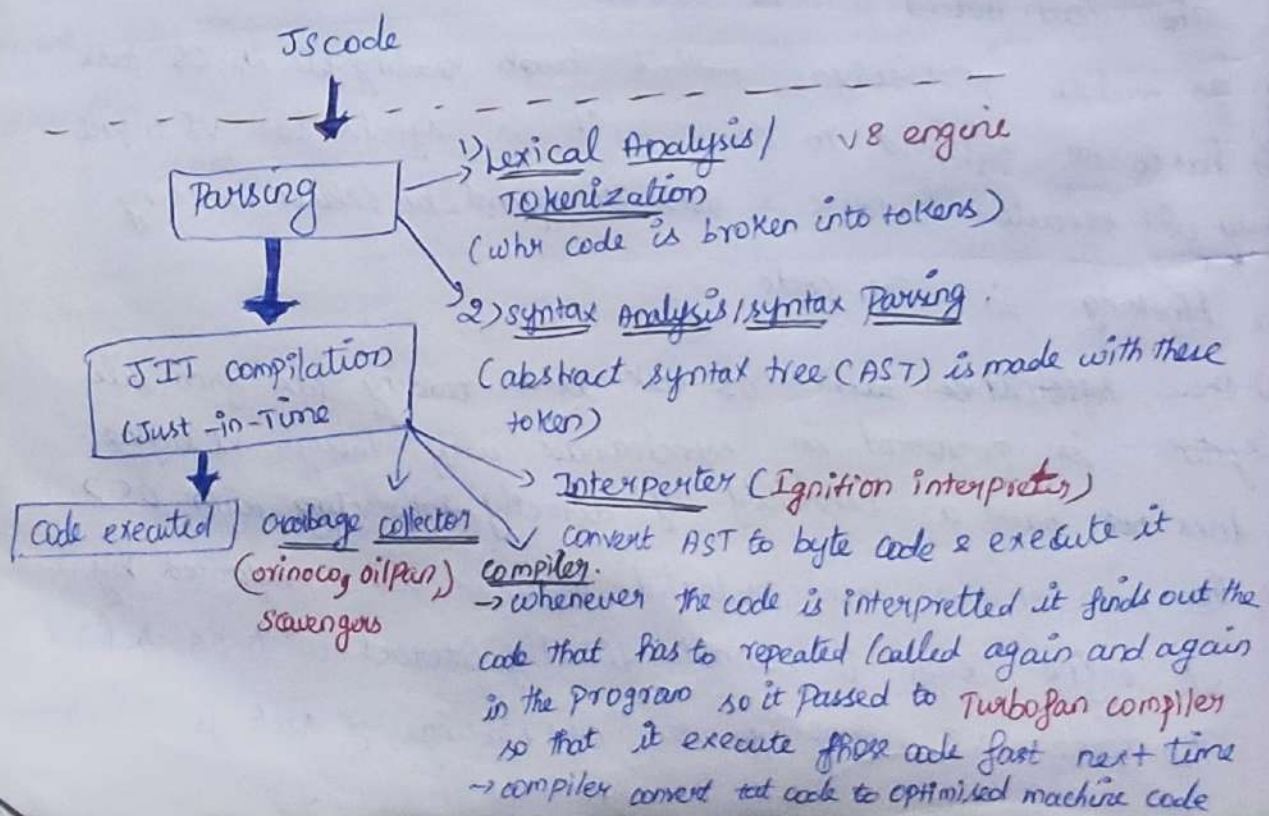 JS code
1) Lexical Analysis/ V8 engine
Parsing
Tokenization
(whr code is broken into tokens)
2) Syntax Analysis/syntax Parsing.
(abstract syntax tree (AST) is made with these
token)
JIT compilation
(Just-in-Time
Interperter (Ignition interpreter)
convert AST to byte code & execute it
Code executed
Garbage collector
(orinoco, oilpan,)
scavengers
compiler.
→ whenever the code is interpretted it finds out the
code that has to repeated (called again and again
in the program so it passed to Turbofan compiler
so that it execute those code fast next time
→ compiler convert tat code to optimised machine code